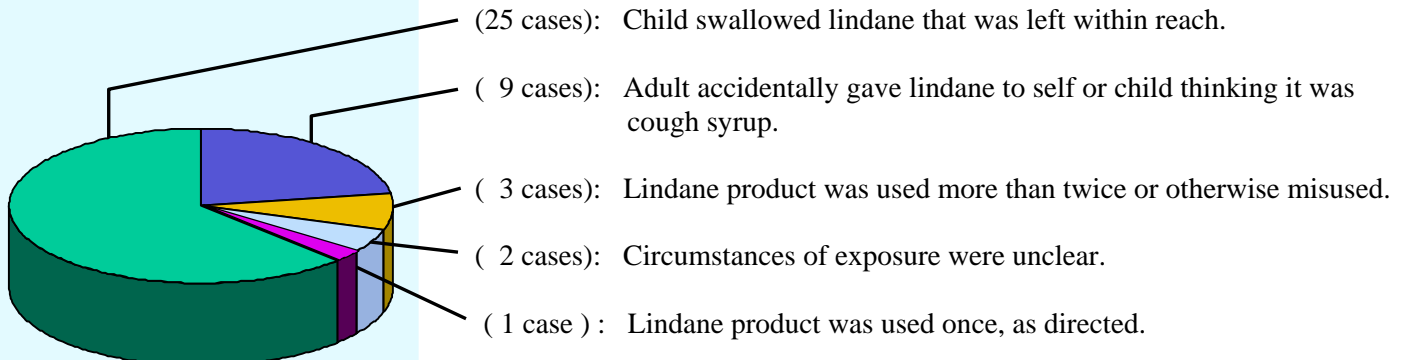 (25 cases): Child swallowed lindane that was left within reach.
( 9 cases): Adult accidentally gave lindane to self or child thinking it was
cough syrup.
( 3 cases): Lindane product was used more than twice or otherwise misused.
( 2 cases): Circumstances of exposure were unclear.
( 1 case ) : Lindane product was used once, as directed.